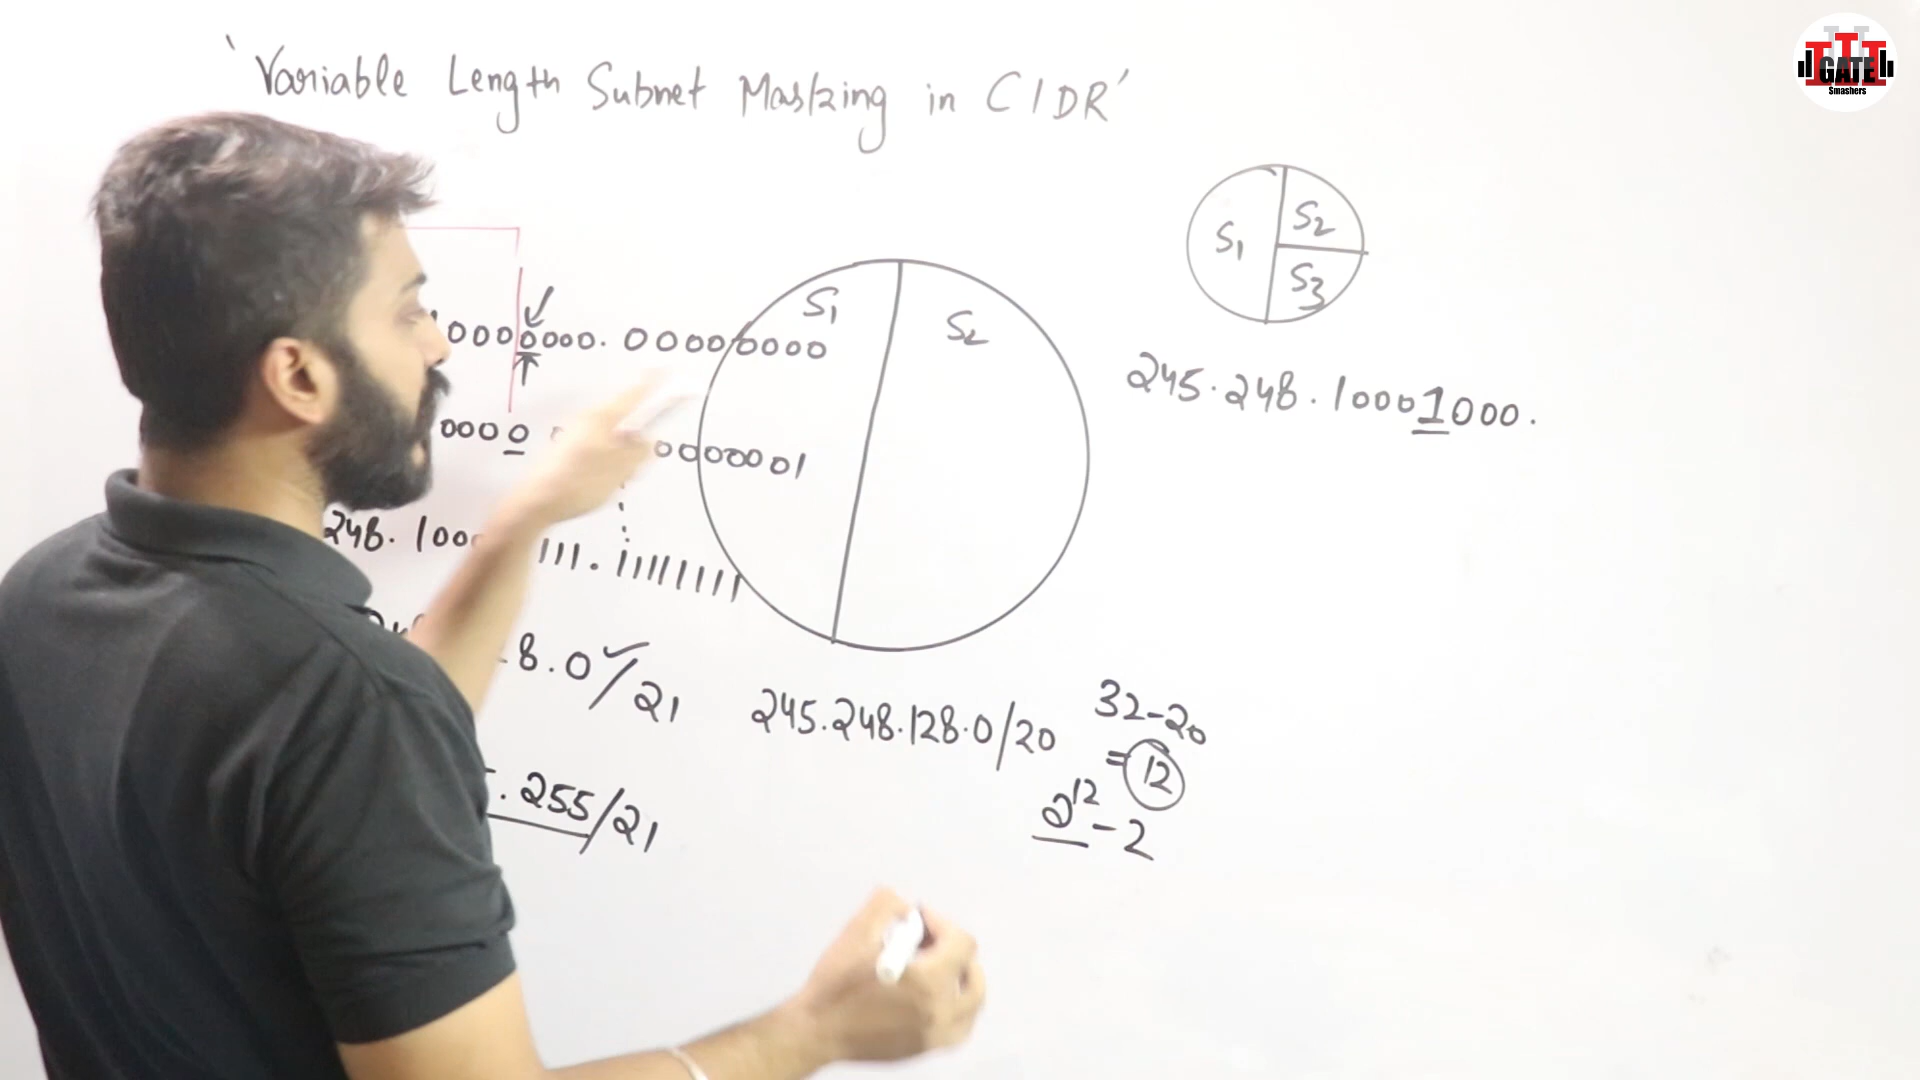 'Variable Length Subnet Masking in CIDR'
GATE
Smashers
S1 S2
S3
0000000. 00000000
S1 S2
245.248.10001000.
0000
0000001
248.100 111.11111111
8.0/21
245.248.128.0/20
32-20
=12
2^12-2
.255/21